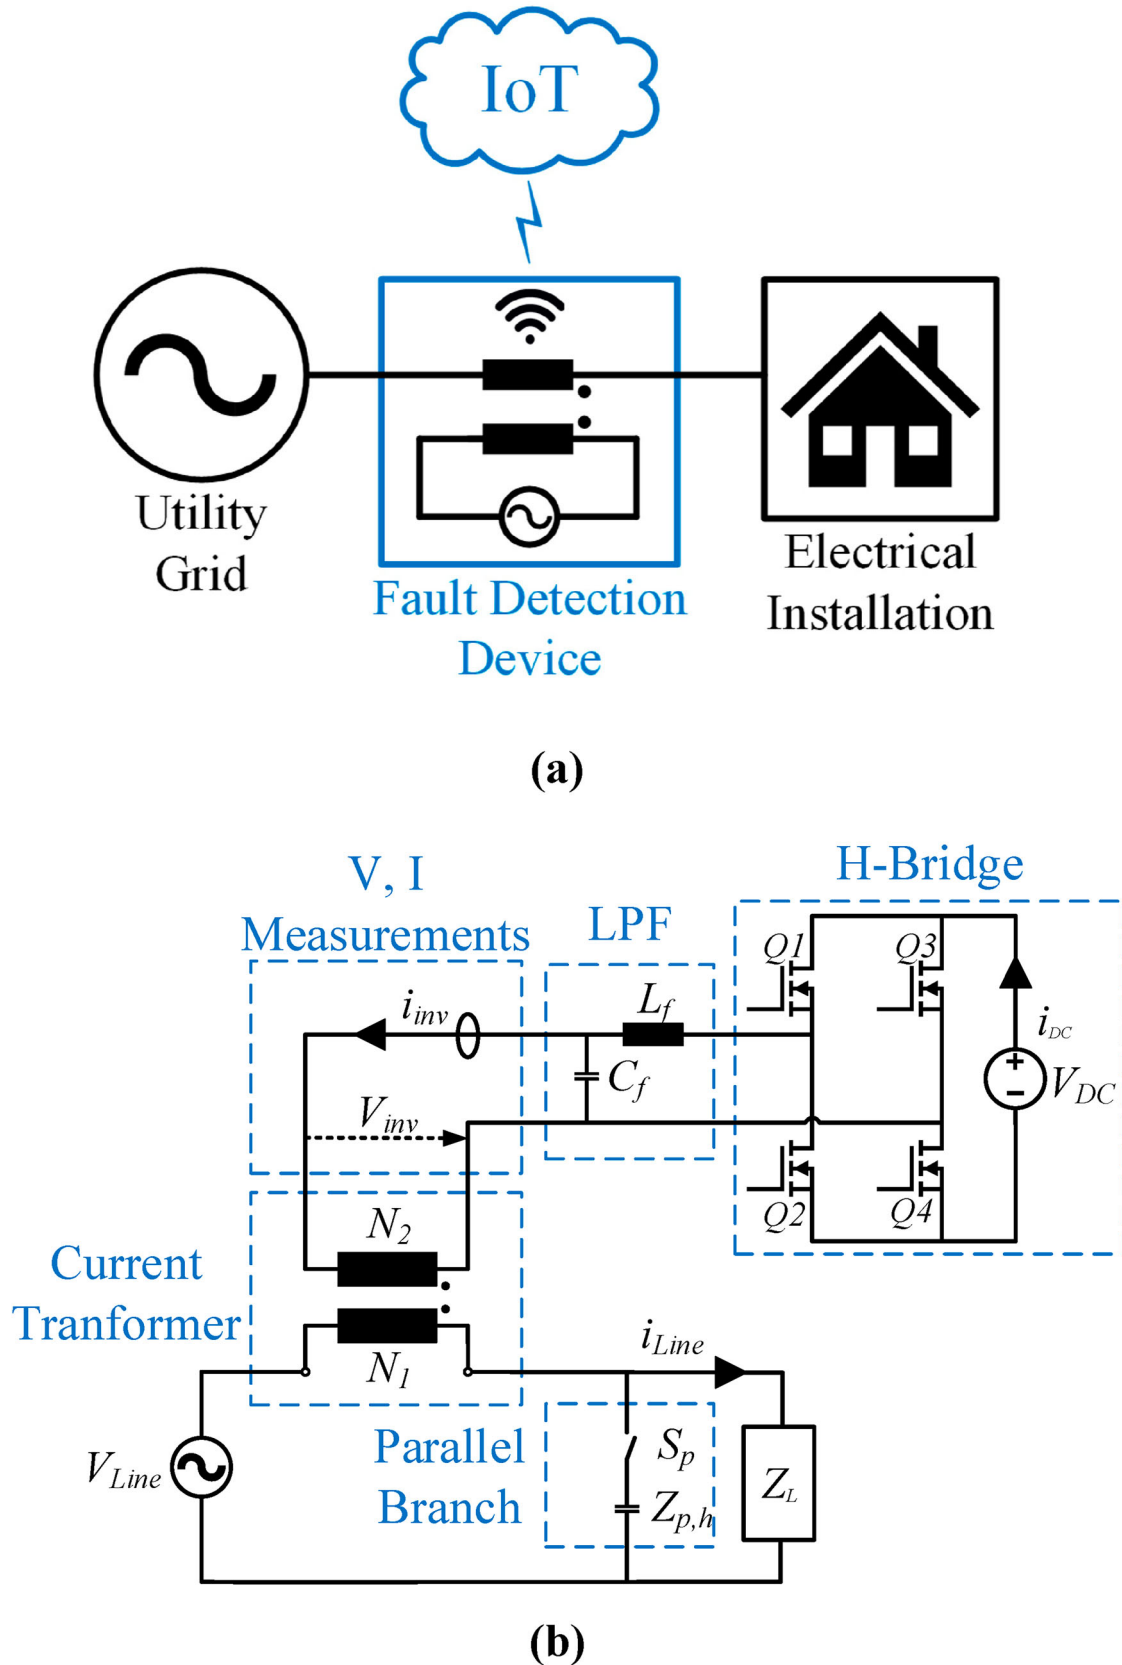 IoT
Utility
Grid
Fault Detection
Device
Electrical
Installation
(a)
V, I
Measurements
LPF
H-Bridge
Q1
Q3
i_inv
L_f
i_DC
C_f
V_DC
V_inv
Q2
Q4
N_2
Current
Tranformer
N_1
i_Line
Parallel
Branch
S_p
V_Line
Z_p,h
Z_L
(b)